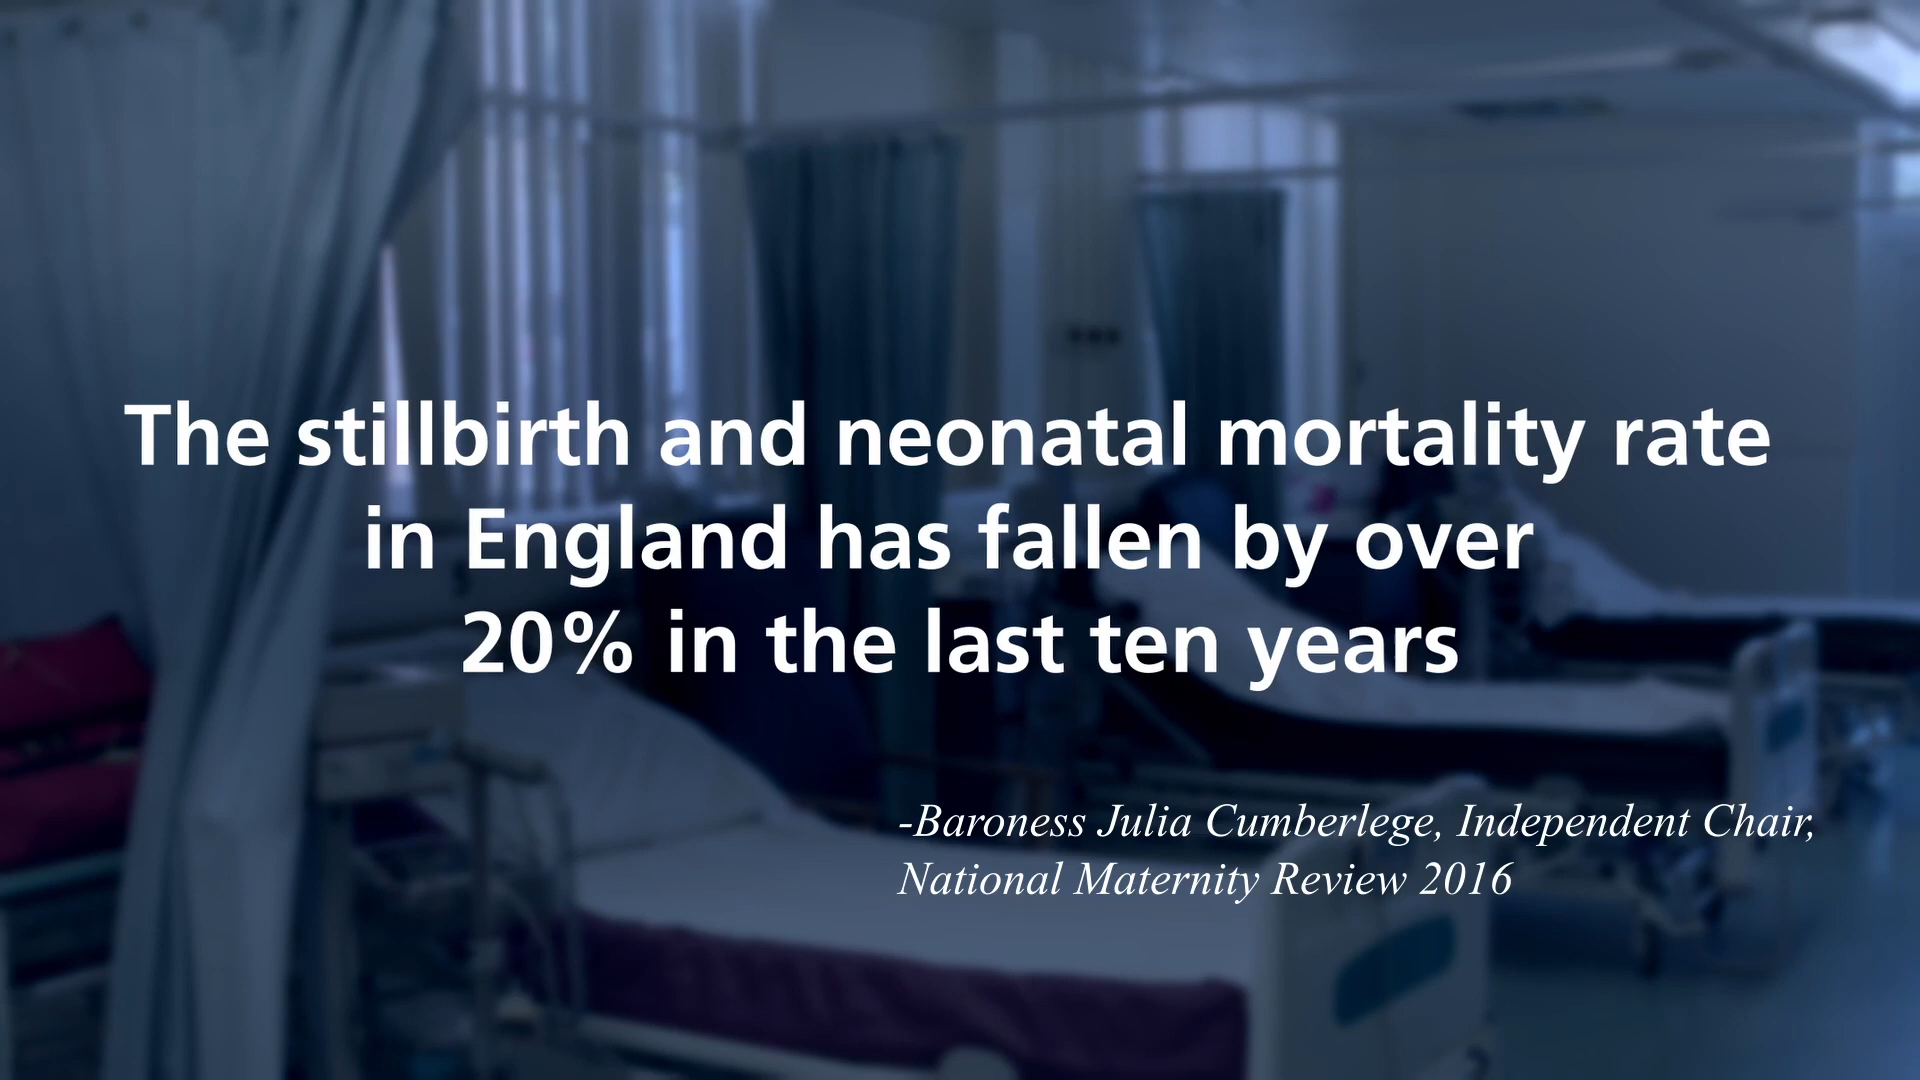 The stillbirth and neonatal mortality rate
in England has fallen by over
20% in the last ten years
-Baroness Julia Cumberlege, Independent Chair,
National Maternity Review 2016